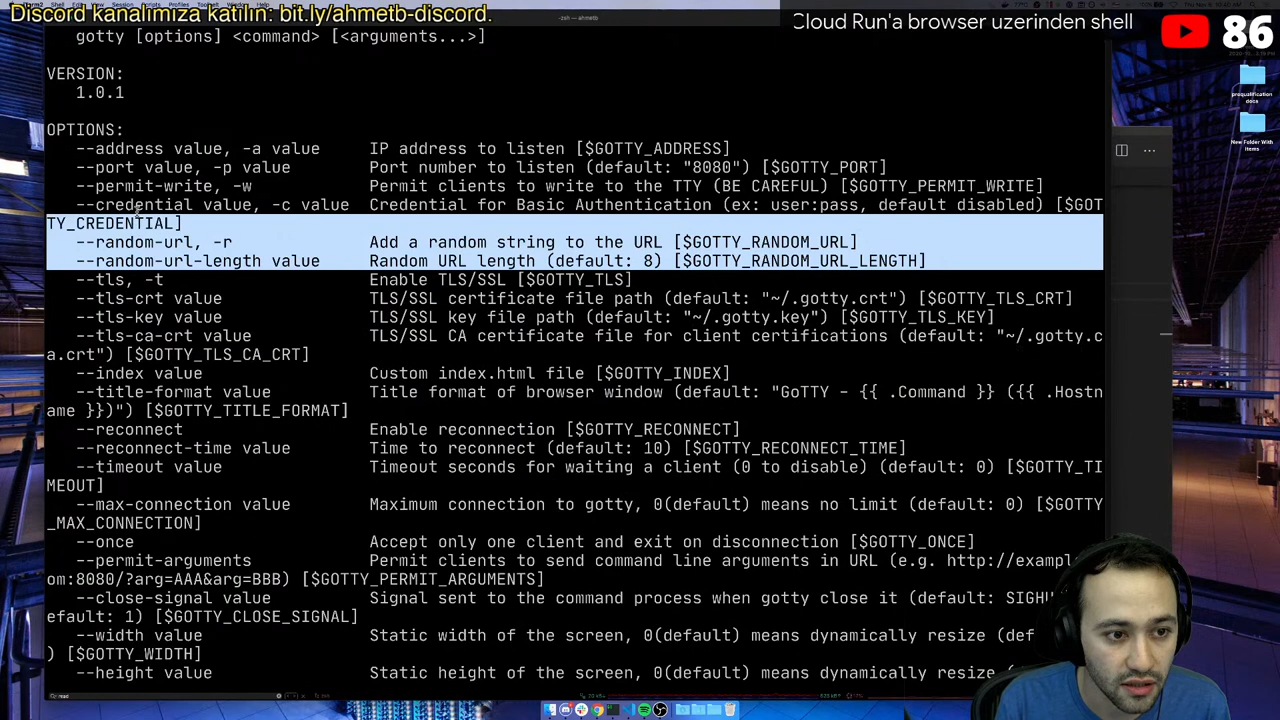 Discord kanalimiza katilin: bit.ly/ahmetb-discord.
-zsh — ahmetb
Cloud Run'a browser uzerinden shell
86
gotty [options] <command> [<arguments...>]
VERSION:
1.0.1
OPTIONS:
--address value, -a value IP address to listen [$GOTTY_ADDRESS]
--port value, -p value Port number to listen (default: "8080") [$GOTTY_PORT]
--permit-write, -w Permit clients to write to the TTY (BE CAREFUL) [$GOTTY_PERMIT_WRITE]
--credential value, -c value Credential for Basic Authentication (ex: user:pass, default disabled) [$GOT
TY_CREDENTIAL]
--random-url, -r Add a random string to the URL [$GOTTY_RANDOM_URL]
--random-url-length value Random URL length (default: 8) [$GOTTY_RANDOM_URL_LENGTH]
--tls, -t Enable TLS/SSL [$GOTTY_TLS]
--tls-crt value TLS/SSL certificate file path (default: "~/.gotty.crt") [$GOTTY_TLS_CRT]
--tls-key value TLS/SSL key file path (default: "~/.gotty.key") [$GOTTY_TLS_KEY]
--tls-ca-crt value TLS/SSL CA certificate file for client certifications (default: "~/.gotty.c
a.crt") [$GOTTY_TLS_CA_CRT]
--index value Custom index.html file [$GOTTY_INDEX]
--title-format value Title format of browser window (default: "GoTTY - {{ .Command }} ({{ .Hostn
ame }})") [$GOTTY_TITLE_FORMAT]
--reconnect Enable reconnection [$GOTTY_RECONNECT]
--reconnect-time value Time to reconnect (default: 10) [$GOTTY_RECONNECT_TIME]
--timeout value Timeout seconds for waiting a client (0 to disable) (default: 0) [$GOTTY_TI
MEOUT]
--max-connection value Maximum connection to gotty, 0(default) means no limit (default: 0) [$GOTTY
_MAX_CONNECTION]
--once Accept only one client and exit on disconnection [$GOTTY_ONCE]
--permit-arguments Permit clients to send command line arguments in URL (e.g. http://exampl
om:8080/?arg=AAA&arg=BBB) [$GOTTY_PERMIT_ARGUMENTS]
--close-signal value Signal sent to the command process when gotty close it (default: SIGHU
efault: 1) [$GOTTY_CLOSE_SIGNAL]
--width value Static width of the screen, 0(default) means dynamically resize (def
) [$GOTTY_WIDTH]
--height value Static height of the screen, 0(default) means dynamically resize (
prequalification
docs
New Folder With
Items